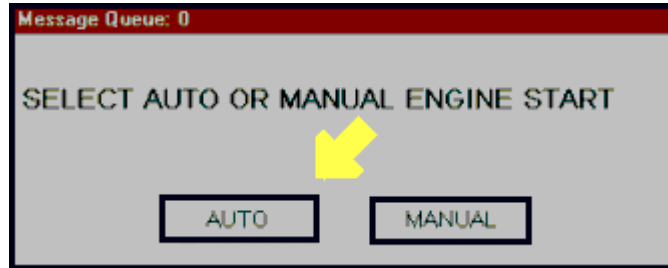 Message Queue: 0
SELECT AUTO OR MANUAL ENGINE START
AUTO MANUAL